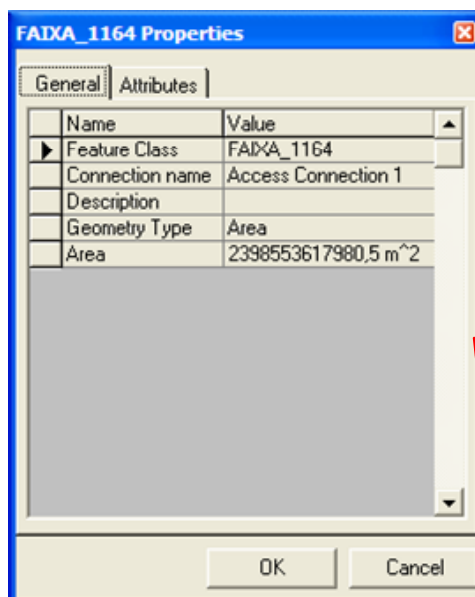 FAIXA_1164 Properties
General Attributes
Name Value
Feature Class FAIXA_1164
Connection name Access Connection 1
Description
Geometry Type Area
Area 2398553617980,5 m^2
OK Cancel